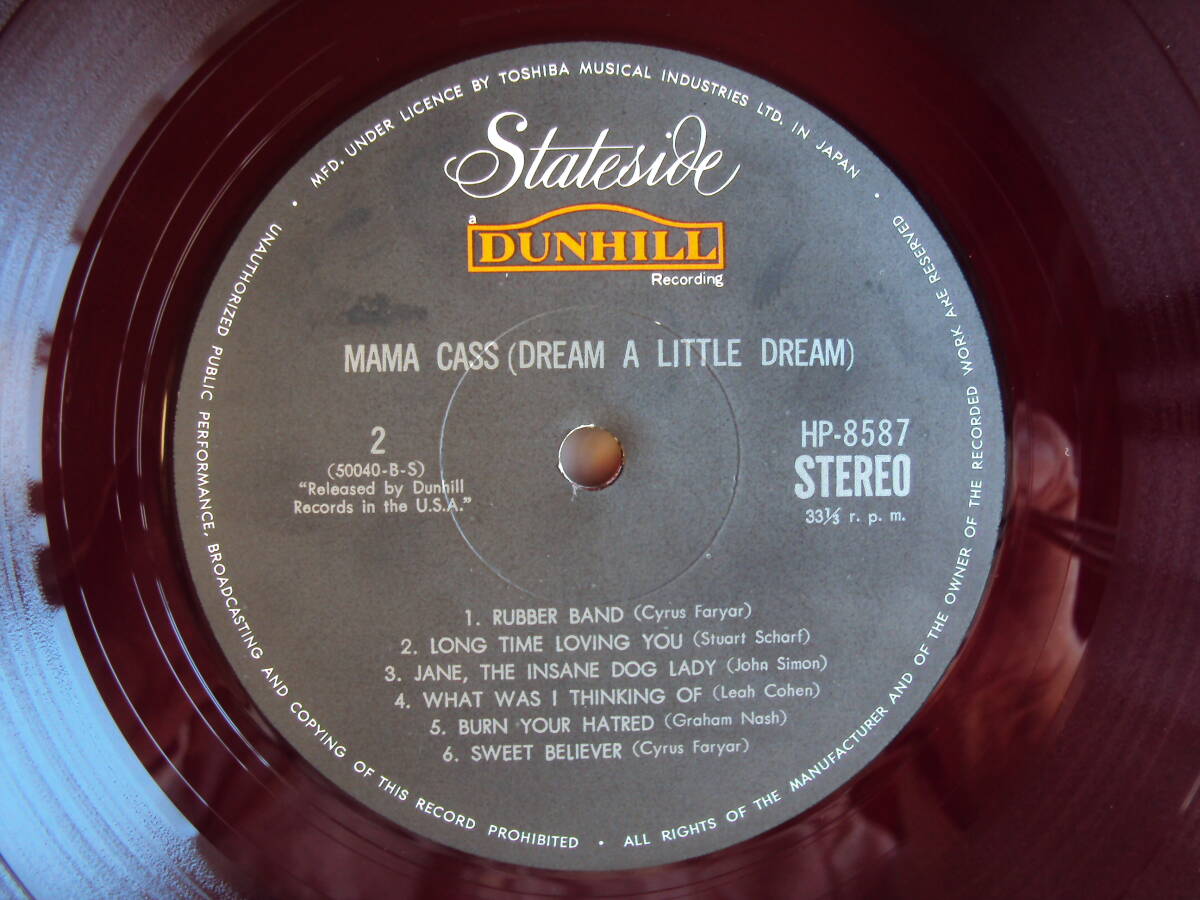 MFD. UNDER LICENCE BY TOSHIBA MUSICAL INDUSTRIES LTD. IN JAPAN •
Stateside
a
DUNHILL
Recording
MAMA CASS (DREAM A LITTLE DREAM)
2
(50040-B-S)
“Released by Dunhill
Records in the U.S.A.”
HP-8587
STEREO
33⅓ r. p. m.
1. RUBBER BAND (Cyrus Faryar)
2. LONG TIME LOVING YOU (Stuart Scharf)
3. JANE, THE INSANE DOG LADY (John Simon)
4. WHAT WAS I THINKING OF (Leah Cohen)
5. BURN YOUR HATRED (Graham Nash)
6. SWEET BELIEVER (Cyrus Faryar)
ALL RIGHTS OF THE MANUFACTURER AND OF THE OWNER OF THE RECORDED WORK ARE RESERVED
UNAUTHORIZED PUBLIC PERFORMANCE, BROADCASTING AND COPYING OF THIS RECORD PROHIBITED •